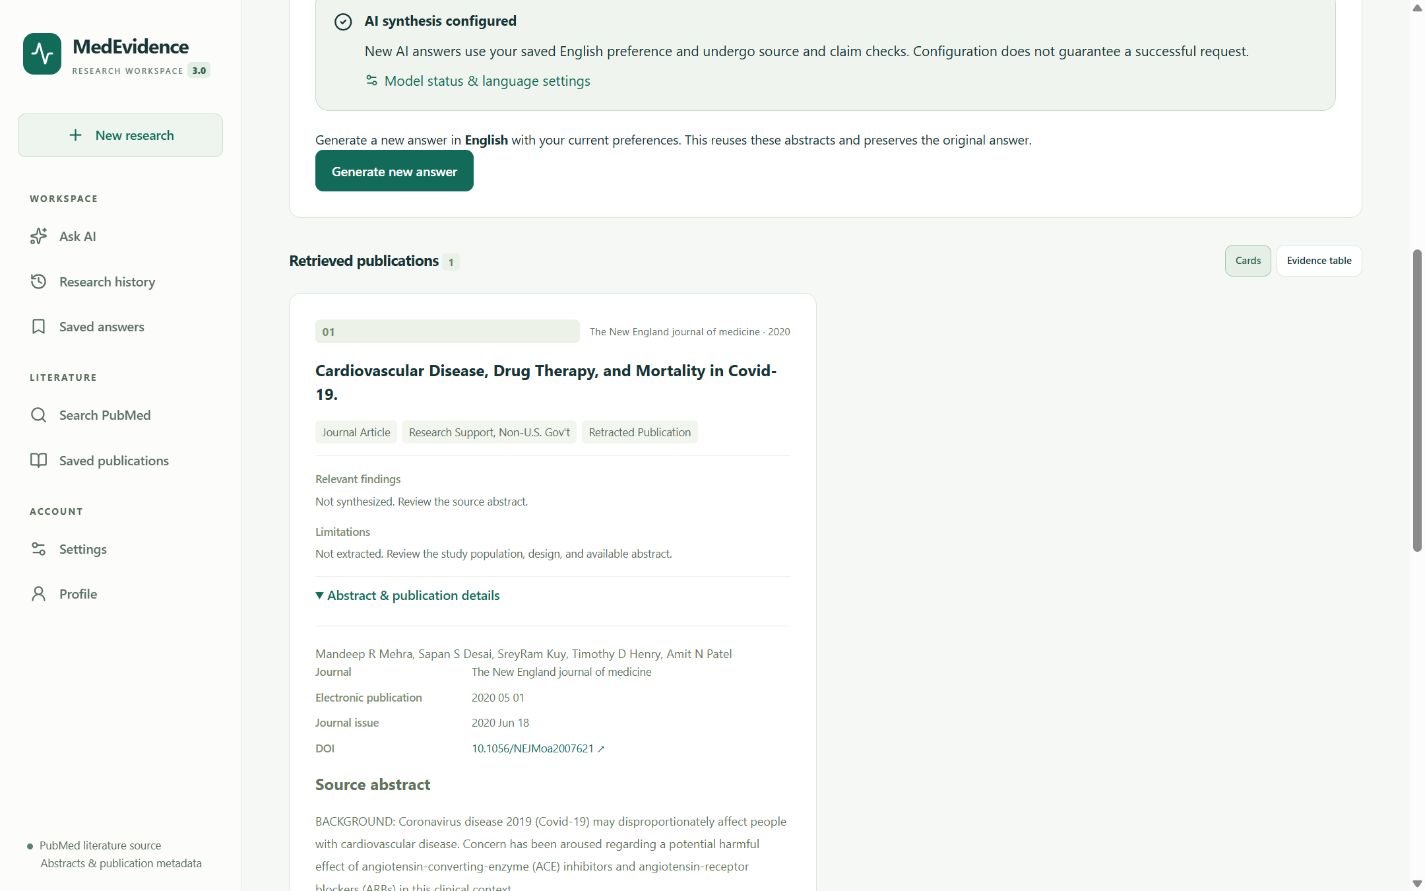 MedEvidence
RESEARCH WORKSPACE 3.0
New research
WORKSPACE
Ask AI
Research history
Saved answers
LITERATURE
Search PubMed
Saved publications
ACCOUNT
Settings
Profile
PubMed literature source
Abstracts & publication metadata
AI synthesis configured
New AI answers use your saved English preference and undergo source and claim checks. Configuration does not guarantee a successful request.
Model status & language settings
Generate a new answer in English with your current preferences. This reuses these abstracts and preserves the original answer.
Generate new answer
Retrieved publications 1
Cards
Evidence table
01
The New England journal of medicine · 2020
Cardiovascular Disease, Drug Therapy, and Mortality in Covid-
19.
Journal Article
Research Support, Non-U.S. Gov't
Retracted Publication
Relevant findings
Not synthesized. Review the source abstract.
Limitations
Not extracted. Review the study population, design, and available abstract.
▼ Abstract & publication details
Mandeep R Mehra, Sapan S Desai, SreyRam Kuy, Timothy D Henry, Amit N Patel
Journal The New England journal of medicine
Electronic publication 2020 05 01
Journal issue 2020 Jun 18
DOI 10.1056/NEJMoa2007621 ↗
Source abstract
BACKGROUND: Coronavirus disease 2019 (Covid-19) may disproportionately affect people
with cardiovascular disease. Concern has been aroused regarding a potential harmful
effect of angiotensin-converting-enzyme (ACE) inhibitors and angiotensin-receptor
blockers (ARBs) in this clinical context.